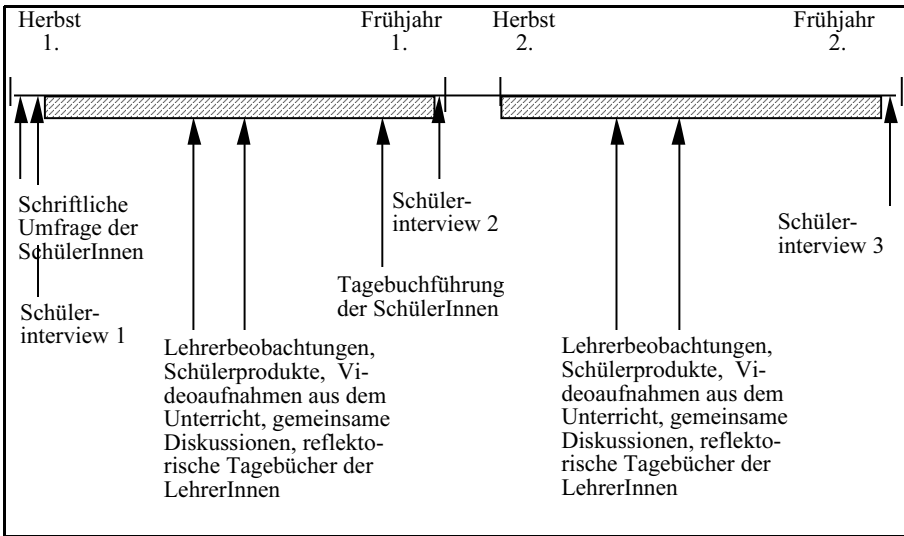 Herbst
1.
Frühjahr
1.
Herbst
2.
Frühjahr
2.
Schriftliche
Umfrage der
SchülerInnen
Schüler-
interview 1
Lehrerbeobachtungen,
Schülerprodukte, Vi-
deoaufnahmen aus dem
Unterricht, gemeinsame
Diskussionen, reflekto-
rische Tagebücher der
LehrerInnen
Tagebuchführung
der SchülerInnen
Schüler-
interview 2
Lehrerbeobachtungen,
Schülerprodukte, Vi-
deoaufnahmen aus dem
Unterricht, gemeinsame
Diskussionen, reflekto-
rische Tagebücher der
LehrerInnen
Schüler-
interview 3